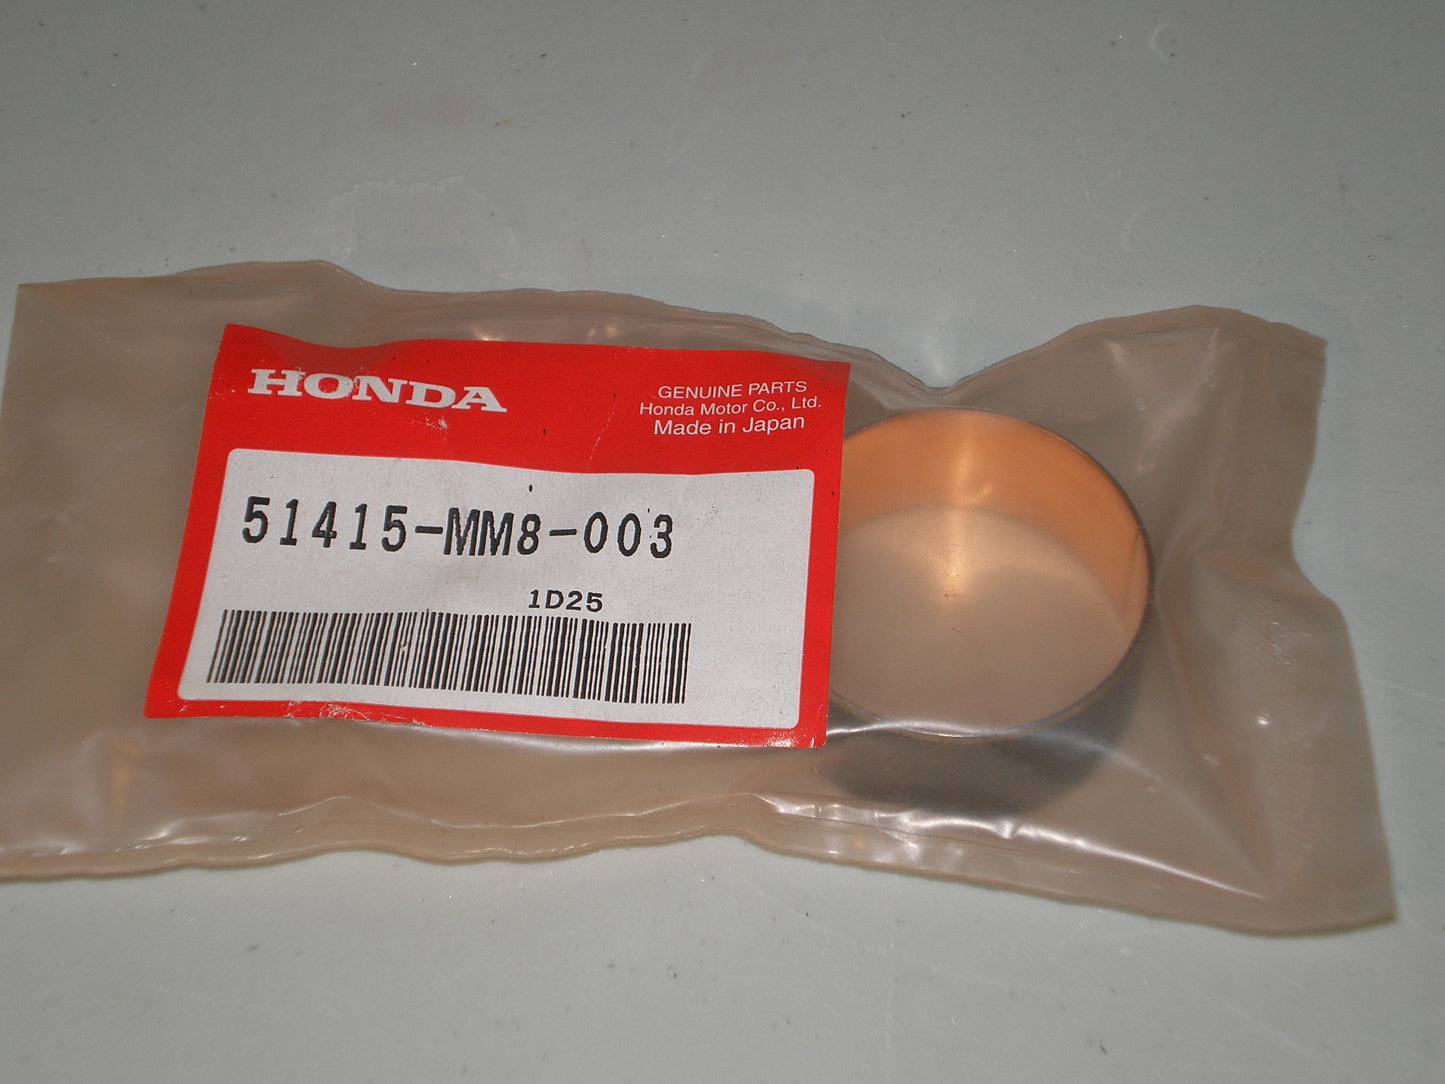 HONDA
GENUINE PARTS
Honda Motor Co., Ltd.
Made in Japan
51415-MM8-003
1D25